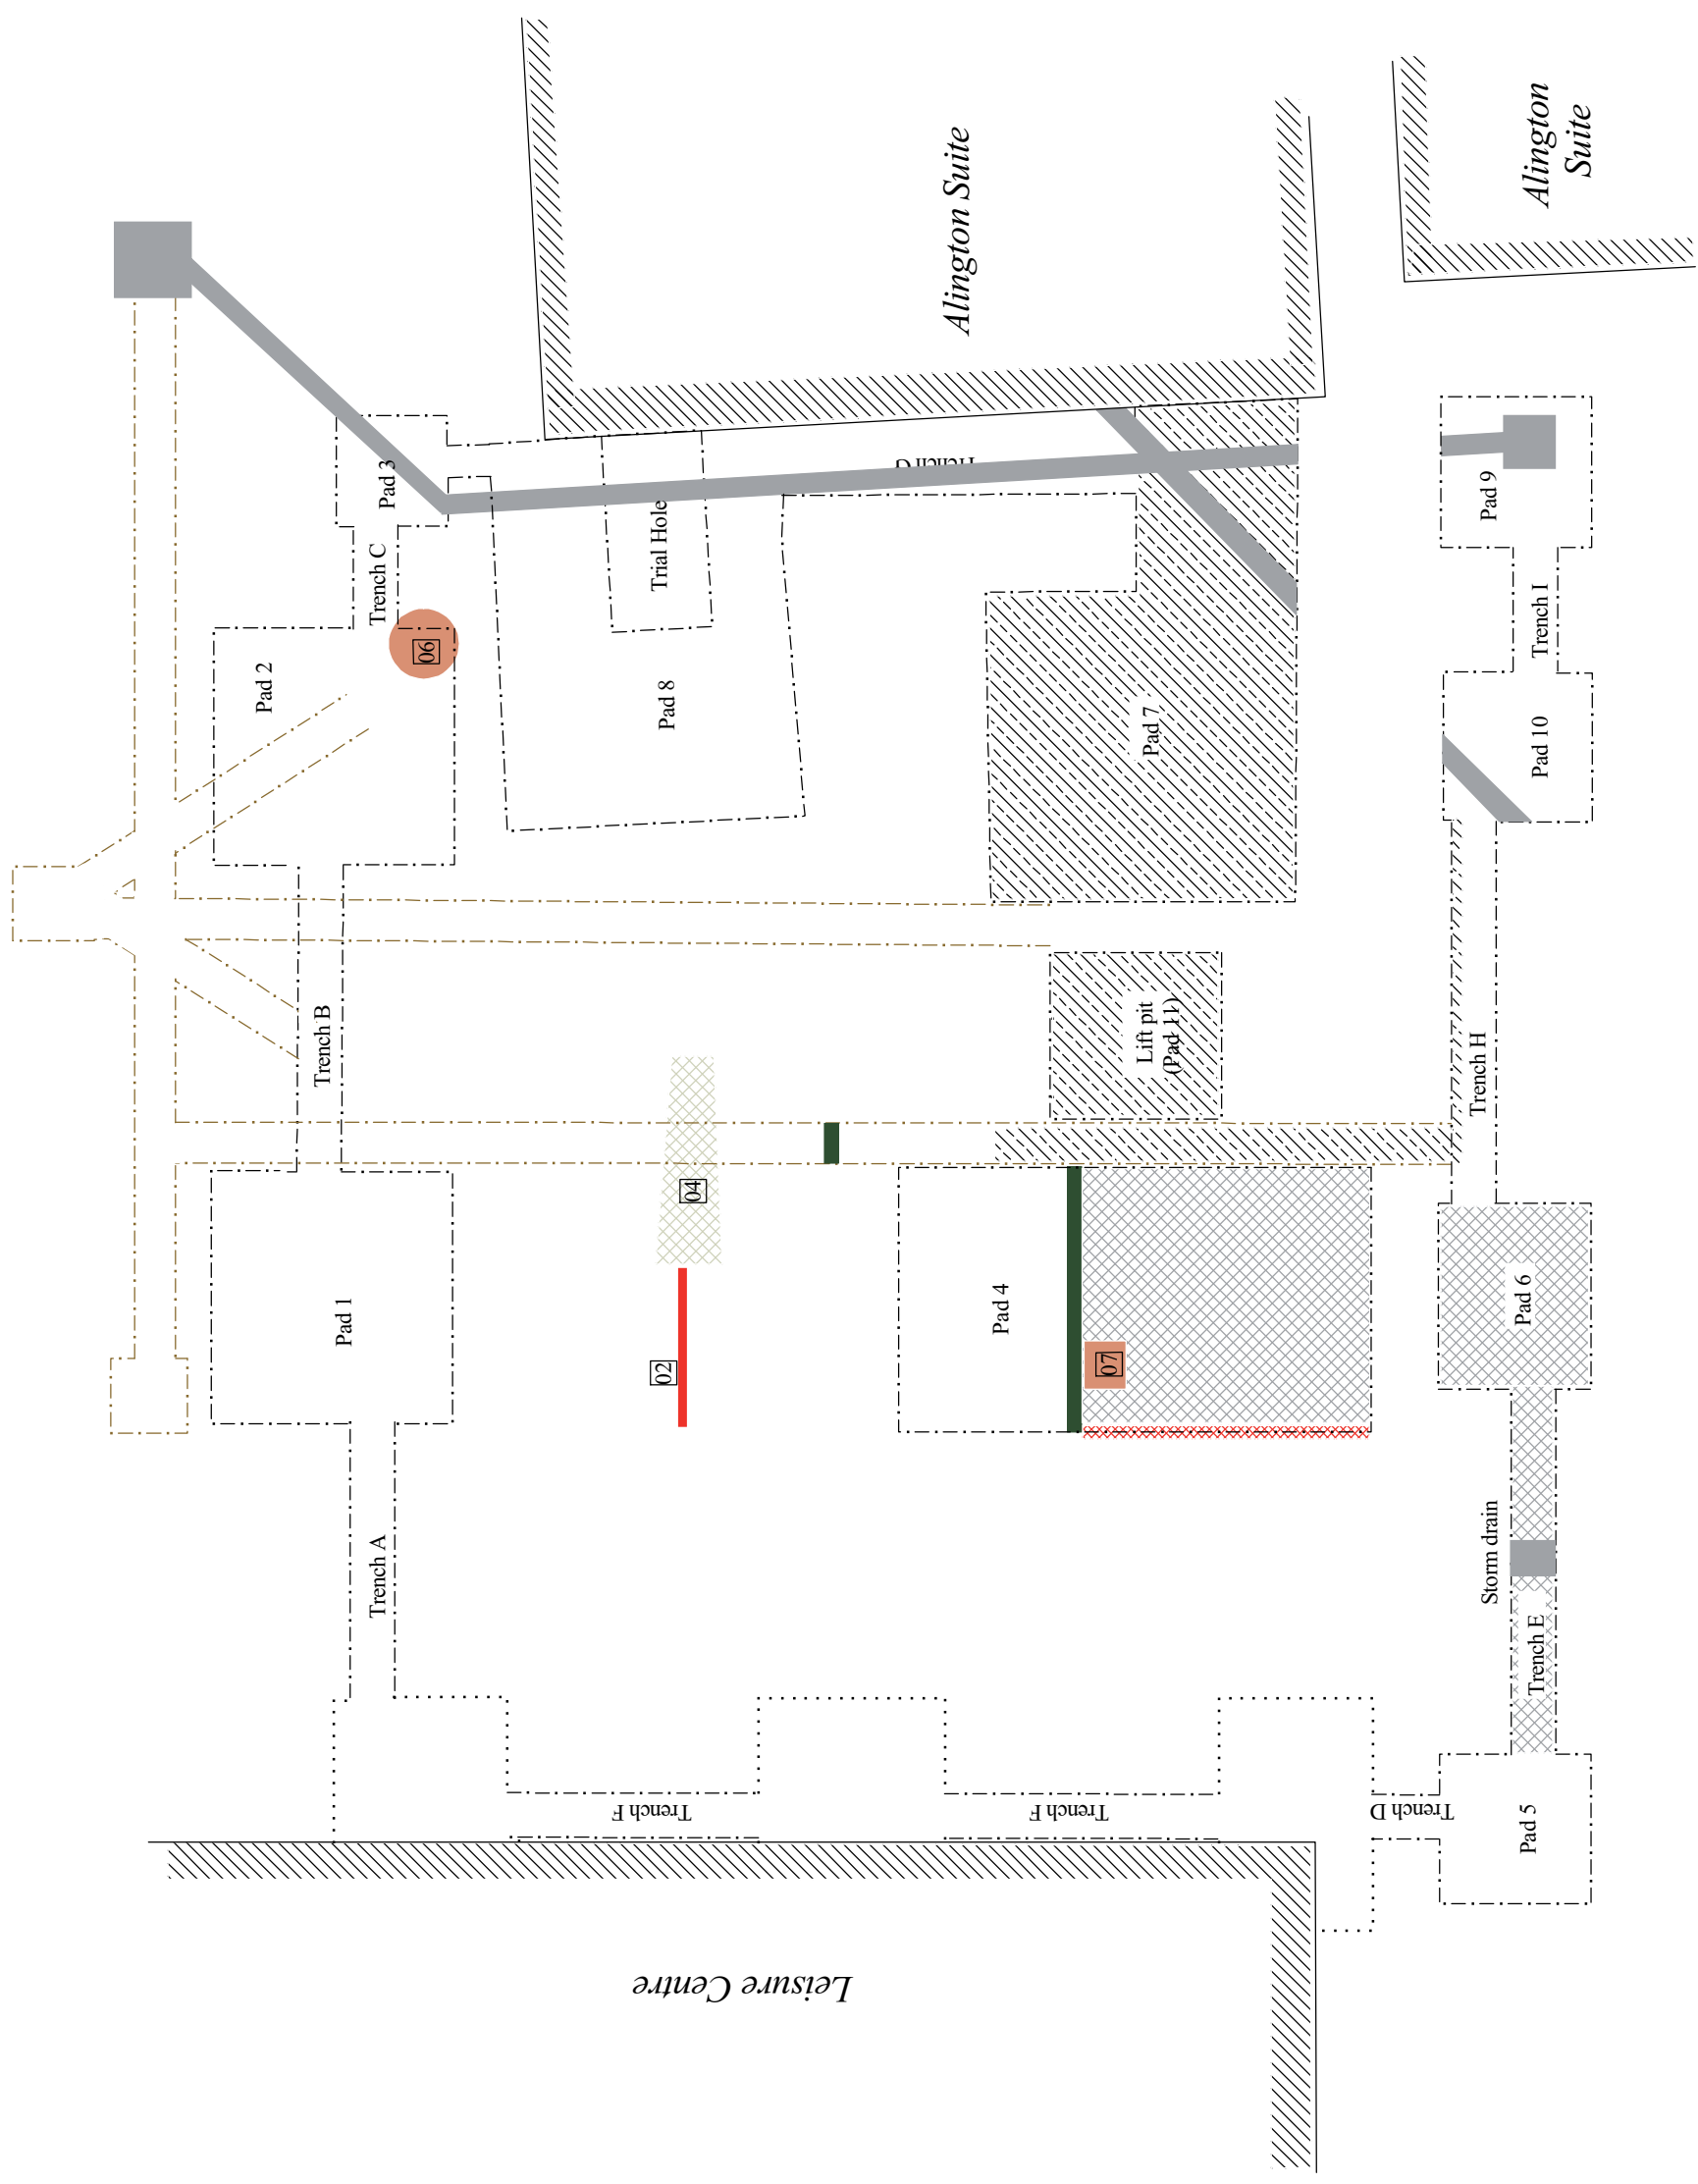 Alington Suite
Alington
Suite
Pad 3
Trench C
Trench G
Trial Hole
Pad 9
06
Pad 2
Pad 8
Pad 7
Trench I
Pad 10
Trench B
Lift pit
(Pad 11)
Trench H
04
Pad 1
02
Pad 4
07
Pad 6
Trench A
Storm drain
Trench E
Trench F
Trench F
Trench D
Pad 5
Leisure Centre